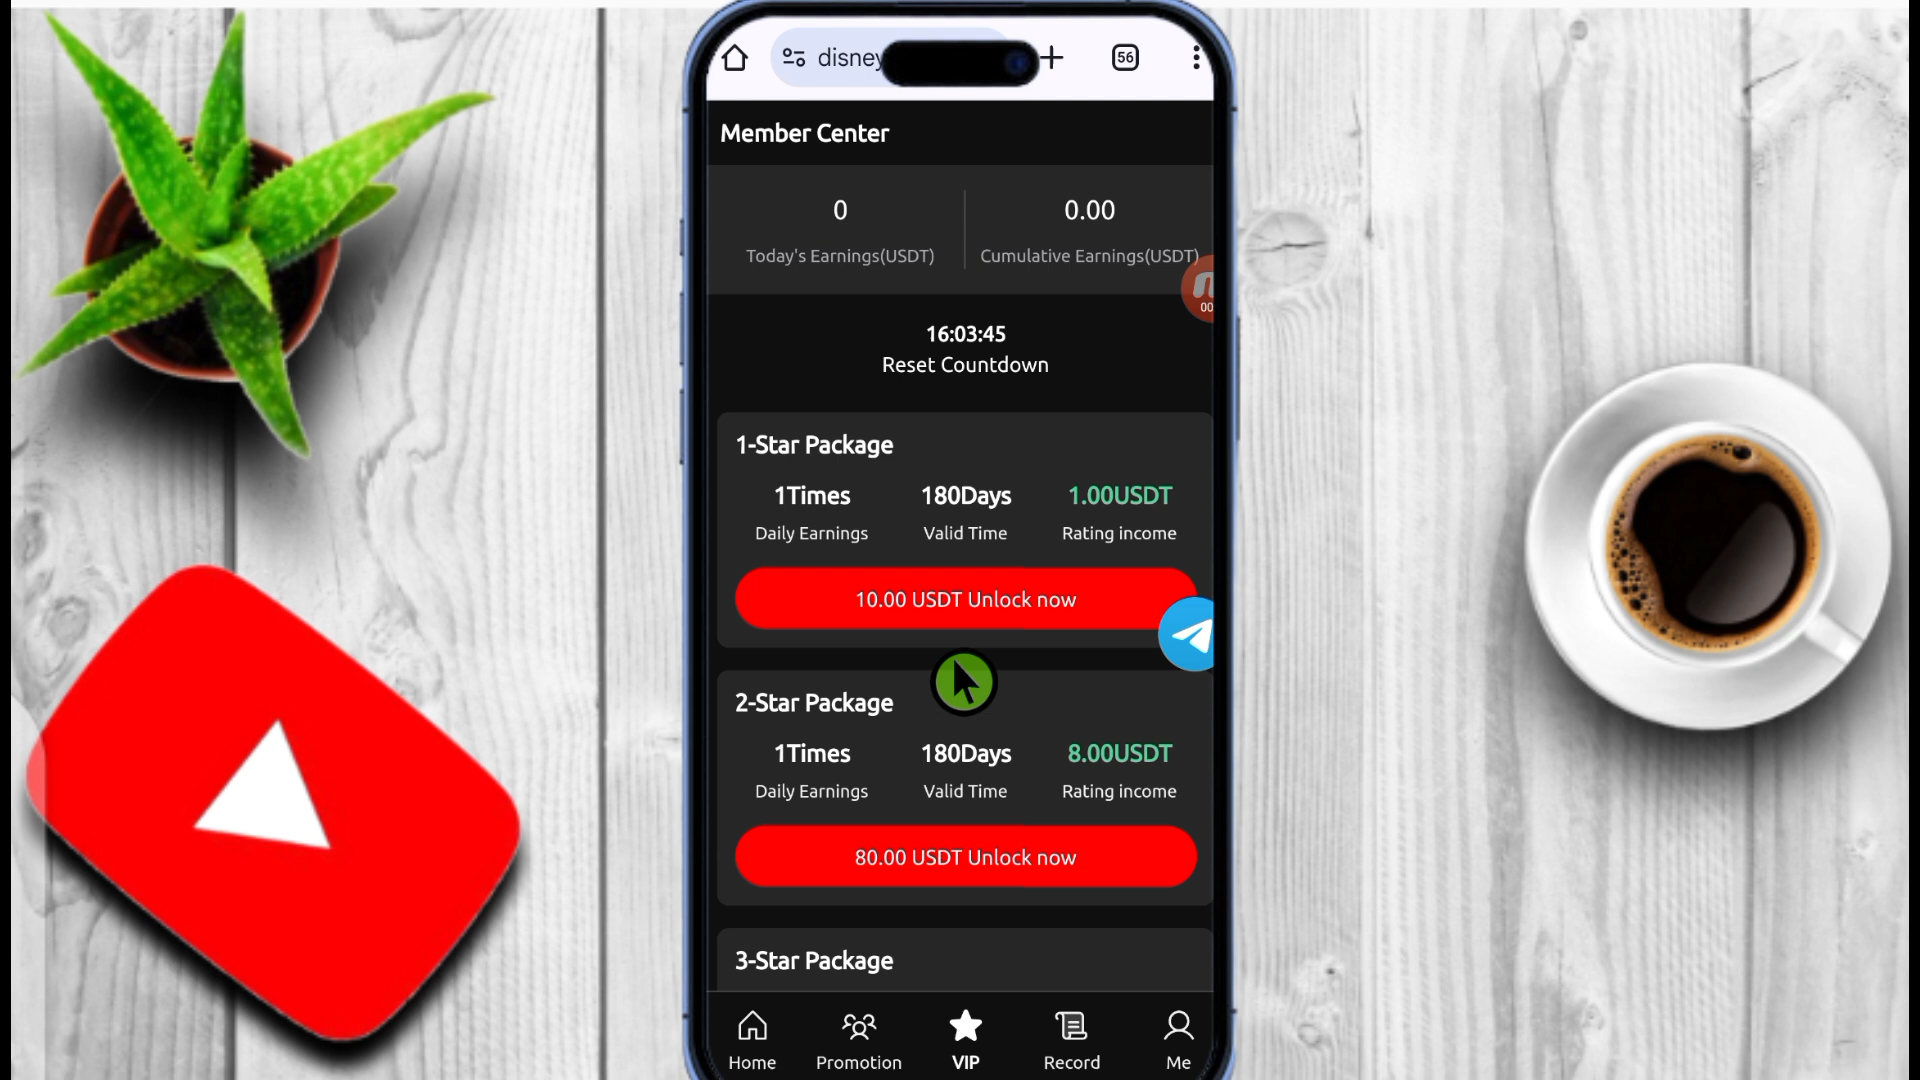 disney
56
Member Center
0
0.00
Today's Earnings(USDT)
Cumulative Earnings(USDT)
00
16:03:45
Reset Countdown
1-Star Package
1Times
180Days
1.00USDT
Daily Earnings
Valid Time
Rating income
10.00 USDT Unlock now
2-Star Package
1Times
180Days
8.00USDT
Daily Earnings
Valid Time
Rating income
80.00 USDT Unlock now
3-Star Package
Home
Promotion
VIP
Record
Me